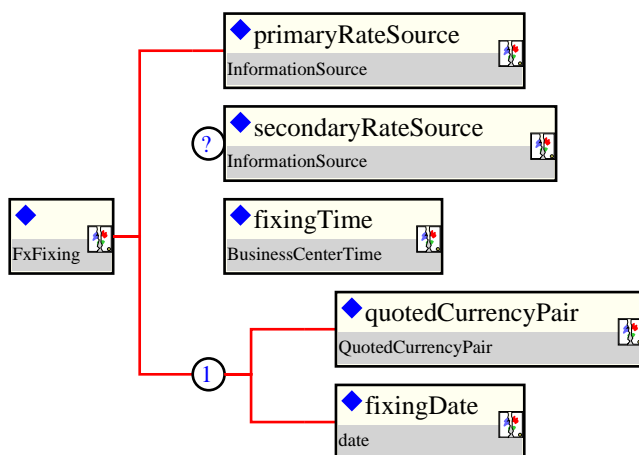 primaryRateSource
InformationSource
?
secondaryRateSource
InformationSource
FxFixing
fixingTime
BusinessCenterTime
1
quotedCurrencyPair
QuotedCurrencyPair
fixingDate
date